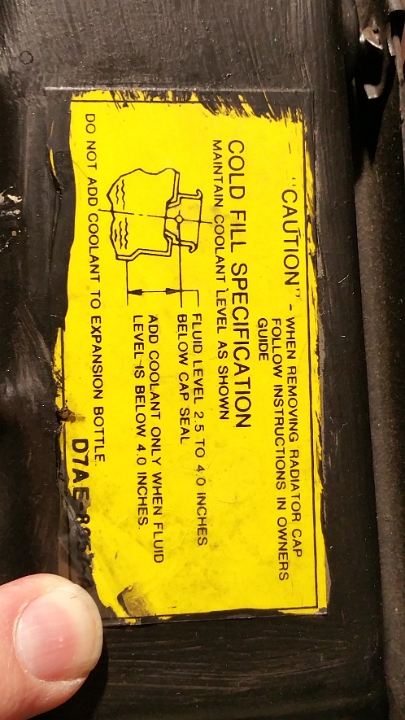 "CAUTION" - WHEN REMOVING RADIATOR CAP
FOLLOW INSTRUCTIONS IN OWNERS
GUIDE
COLD FILL SPECIFICATION
MAINTAIN COOLANT LEVEL AS SHOWN
FLUID LEVEL 2.5 TO 4.0 INCHES
BELOW CAP SEAL
ADD COOLANT ONLY WHEN FLUID
LEVEL IS BELOW 4.0 INCHES.
DO NOT ADD COOLANT TO EXPANSION BOTTLE.
D7AE-